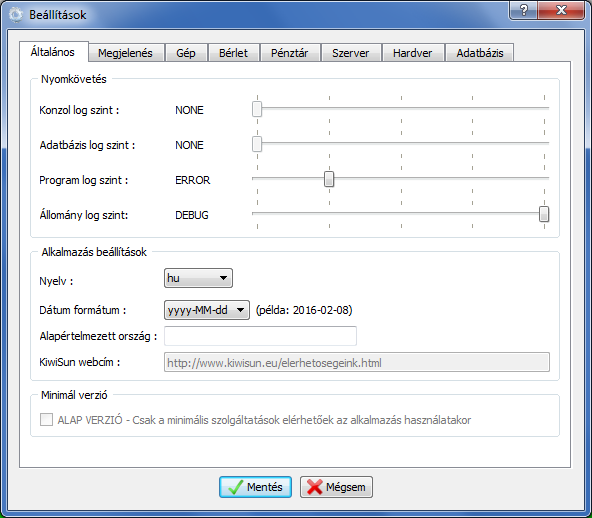 Beállítások
Általános Megjelenés Gép Bérlet Pénztár Szerver Hardver Adatbázis
Nyomkövetés
Konzol log szint : NONE
Adatbázis log szint : NONE
Program log szint : ERROR
Állomány log szint: DEBUG
Alkalmazás beállítások
Nyelv : hu
Dátum formátum : yyyy-MM-dd (példa: 2016-02-08)
Alapértelmezett ország :
KiwiSun webcím : http://www.kiwisun.eu/elerhetosegeink.html
Minimál verzió
ALAP VERZIÓ - Csak a minimális szolgáltatások elérhetőek az alkalmazás használatakor
Mentés Mégsem